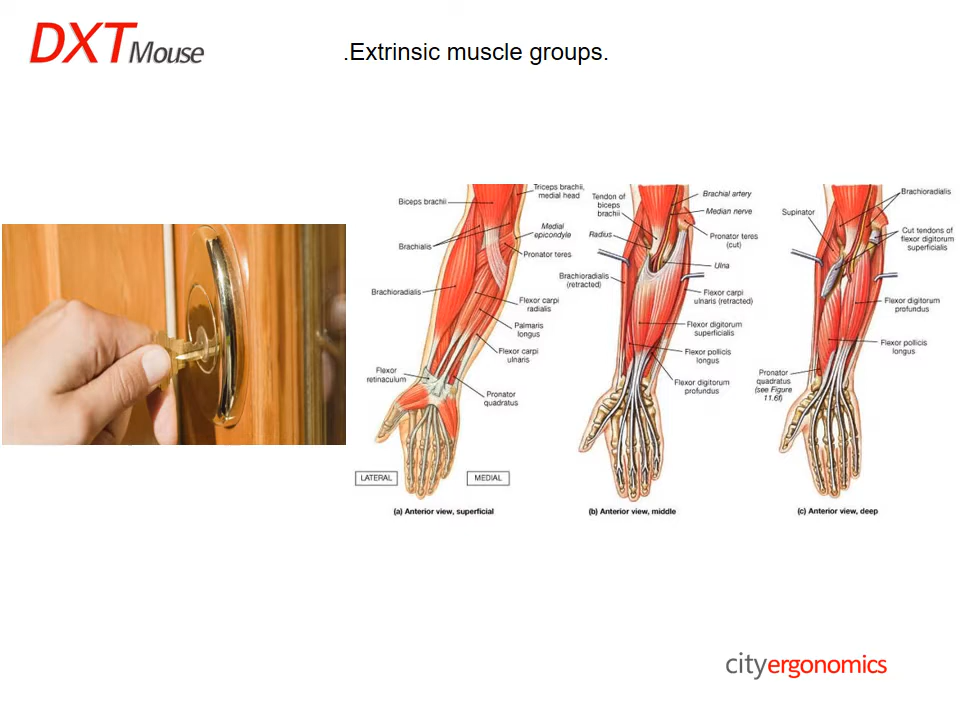 DXT Mouse
.Extrinsic muscle groups.
Biceps brachii
Triceps brachii,
medial head
Medial
epicondyle
Brachialis
Pronator teres
Brachioradialis
Flexor carpi
radialis
Palmaris
longus
Flexor carpi
ulnaris
Flexor
retinaculum
Pronator
quadratus
LATERAL
MEDIAL
(a) Anterior view, superficial
Tendon of
biceps
brachii
Brachial artery
Median nerve
Radius
Pronator teres
(cut)
Ulna
Brachioradialis
(retracted)
Flexor carpi
ulnaris (retracted)
Flexor digitorum
superficialis
Flexor pollicis
longus
Flexor digitorum
profundus
(b) Anterior view, middle
Brachioradialis
Supinator
Cut tendons of
flexor digitorum
superficialis
Flexor digitorum
profundus
Flexor pollicis
longus
Pronator
quadratus
(see Figure
11.6f)
(c) Anterior view, deep
cityergonomics